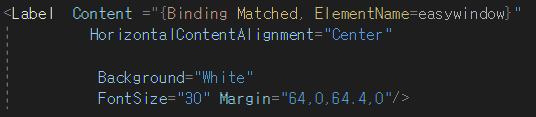 <Label  Content ="{Binding Matched, ElementName=easywindow}"
HorizontalContentAlignment="Center"
Background="White"
FontSize="30" Margin="64,0,64.4,0"/>